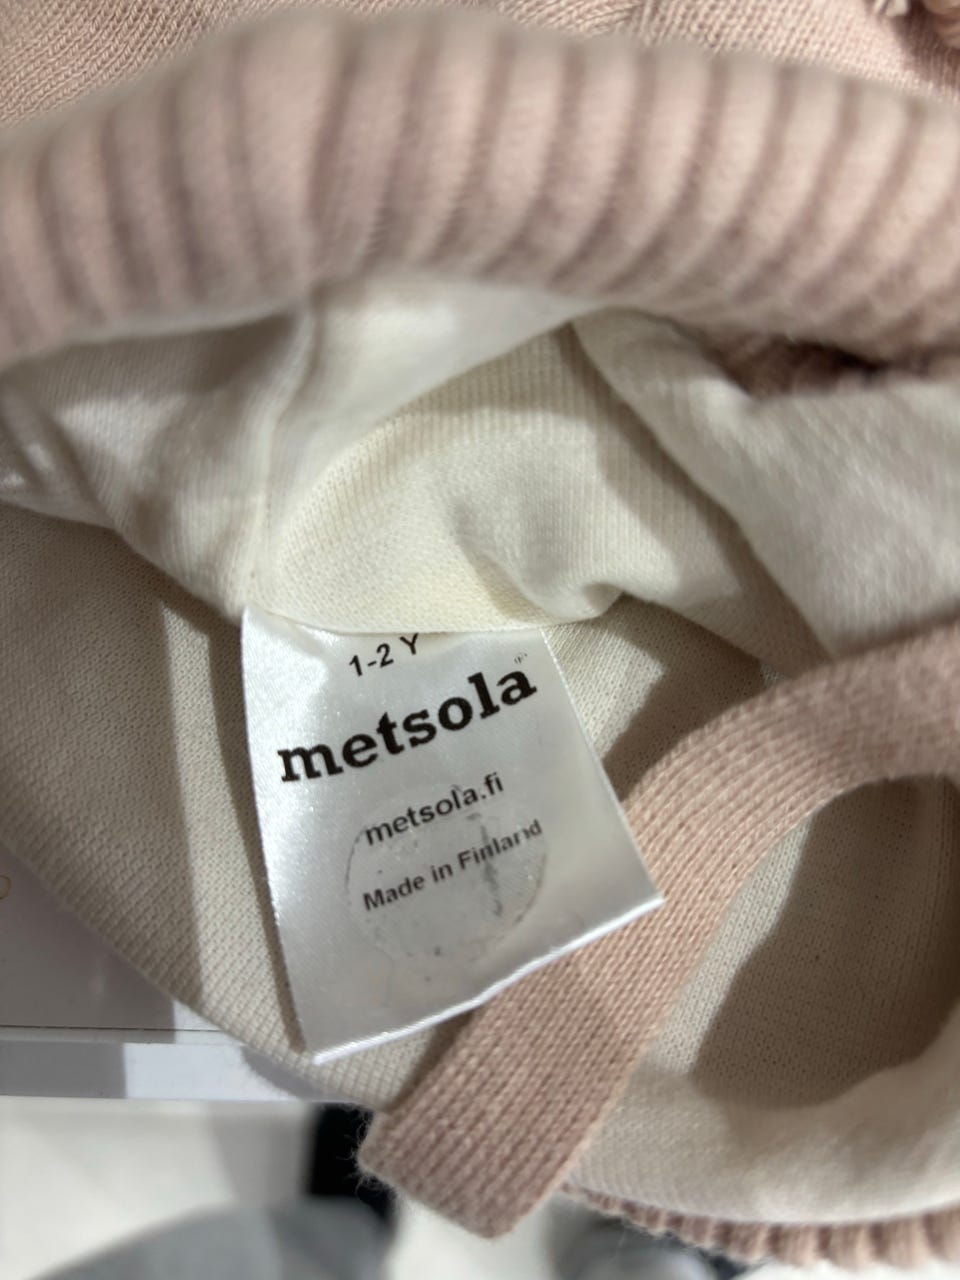 1-2 Y
metsola®
metsola.fi
Made in Finland